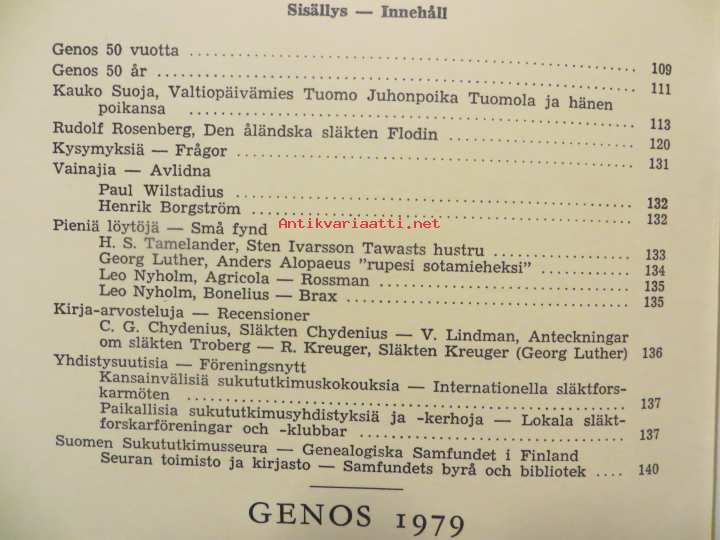 Sisällys — Innehåll
Genos 50 vuotta 109
Genos 50 år 111
Kauko Suoja, Valtiopäivämies Tuomo Juhonpoika Tuomola ja hänen
poikansa 113
Rudolf Rosenberg, Den åländska släkten Flodin 120
Kysymyksiä — Frågor 131
Vainajia — Avlidna
Paul Wilstadius 132
Henrik Borgström 132
Antikvariaatti.net
Pieniä löytöjä — Små fynd
H. S. Tamelander, Sten Ivarsson Tawasts hustru 133
Georg Luther, Anders Alopaeus "rupesi sotamieheksi" 134
Leo Nyholm, Agricola — Rossman 135
Leo Nyholm, Bonelius — Brax 135
Kirja-arvosteluja — Recensioner
C. G. Chydenius, Släkten Chydenius — V. Lindman, Anteckningar
om släkten Troberg — R. Kreuger, Släkten Kreuger (Georg Luther) 136
Yhdistysuutisia — Föreningsnytt
Kansainvälisiä sukututkimuskokouksia — Internationella släktfors-
karmöten 137
Paikallisia sukututkimusyhdistyksiä ja -kerhoja — Lokala släkt-
forskarföreningar och -klubbar 137
Suomen Sukututkimusseura — Genealogiska Samfundet i Finland
Seuran toimisto ja kirjasto — Samfundets byrå och bibliotek 140
GENOS 1979